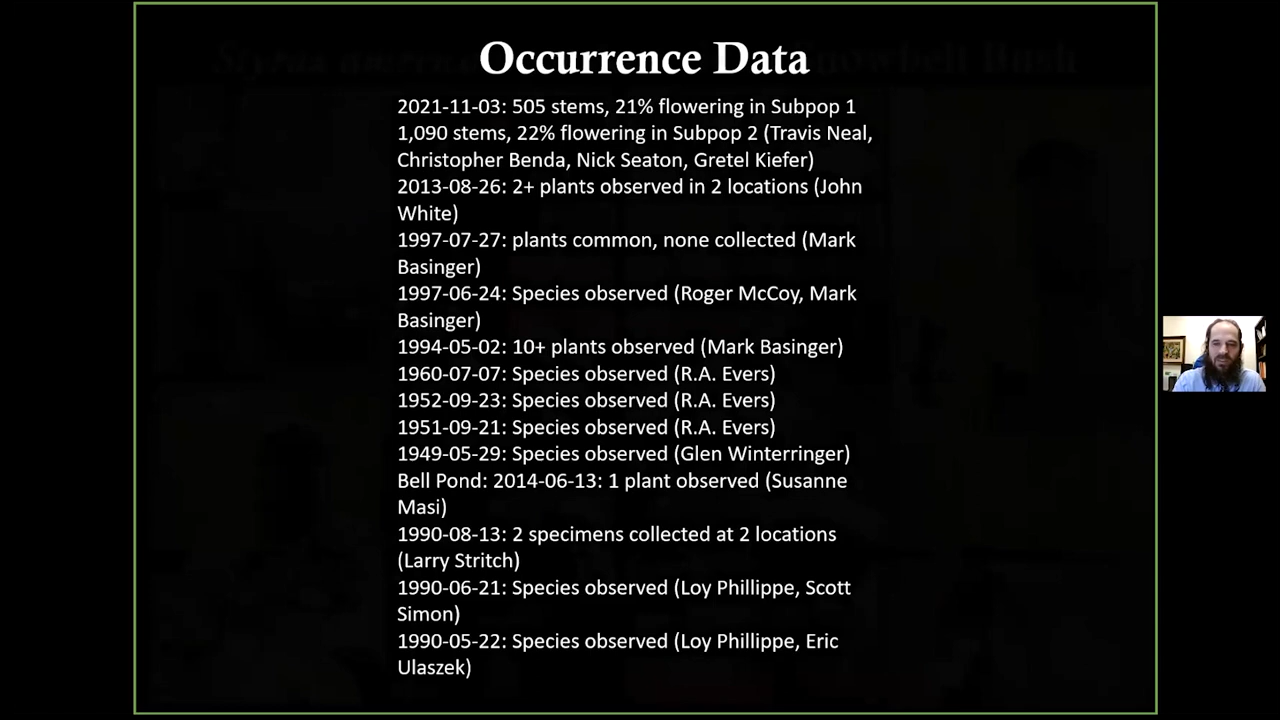 Occurrence Data
2021-11-03: 505 stems, 21% flowering in Subpop 1
1,090 stems, 22% flowering in Subpop 2 (Travis Neal,
Christopher Benda, Nick Seaton, Gretel Kiefer)
2013-08-26: 2+ plants observed in 2 locations (John
White)
1997-07-27: plants common, none collected (Mark
Basinger)
1997-06-24: Species observed (Roger McCoy, Mark
Basinger)
1994-05-02: 10+ plants observed (Mark Basinger)
1960-07-07: Species observed (R.A. Evers)
1952-09-23: Species observed (R.A. Evers)
1951-09-21: Species observed (R.A. Evers)
1949-05-29: Species observed (Glen Winterringer)
Bell Pond: 2014-06-13: 1 plant observed (Susanne
Masi)
1990-08-13: 2 specimens collected at 2 locations
(Larry Stritch)
1990-06-21: Species observed (Loy Phillippe, Scott
Simon)
1990-05-22: Species observed (Loy Phillippe, Eric
Ulaszek)